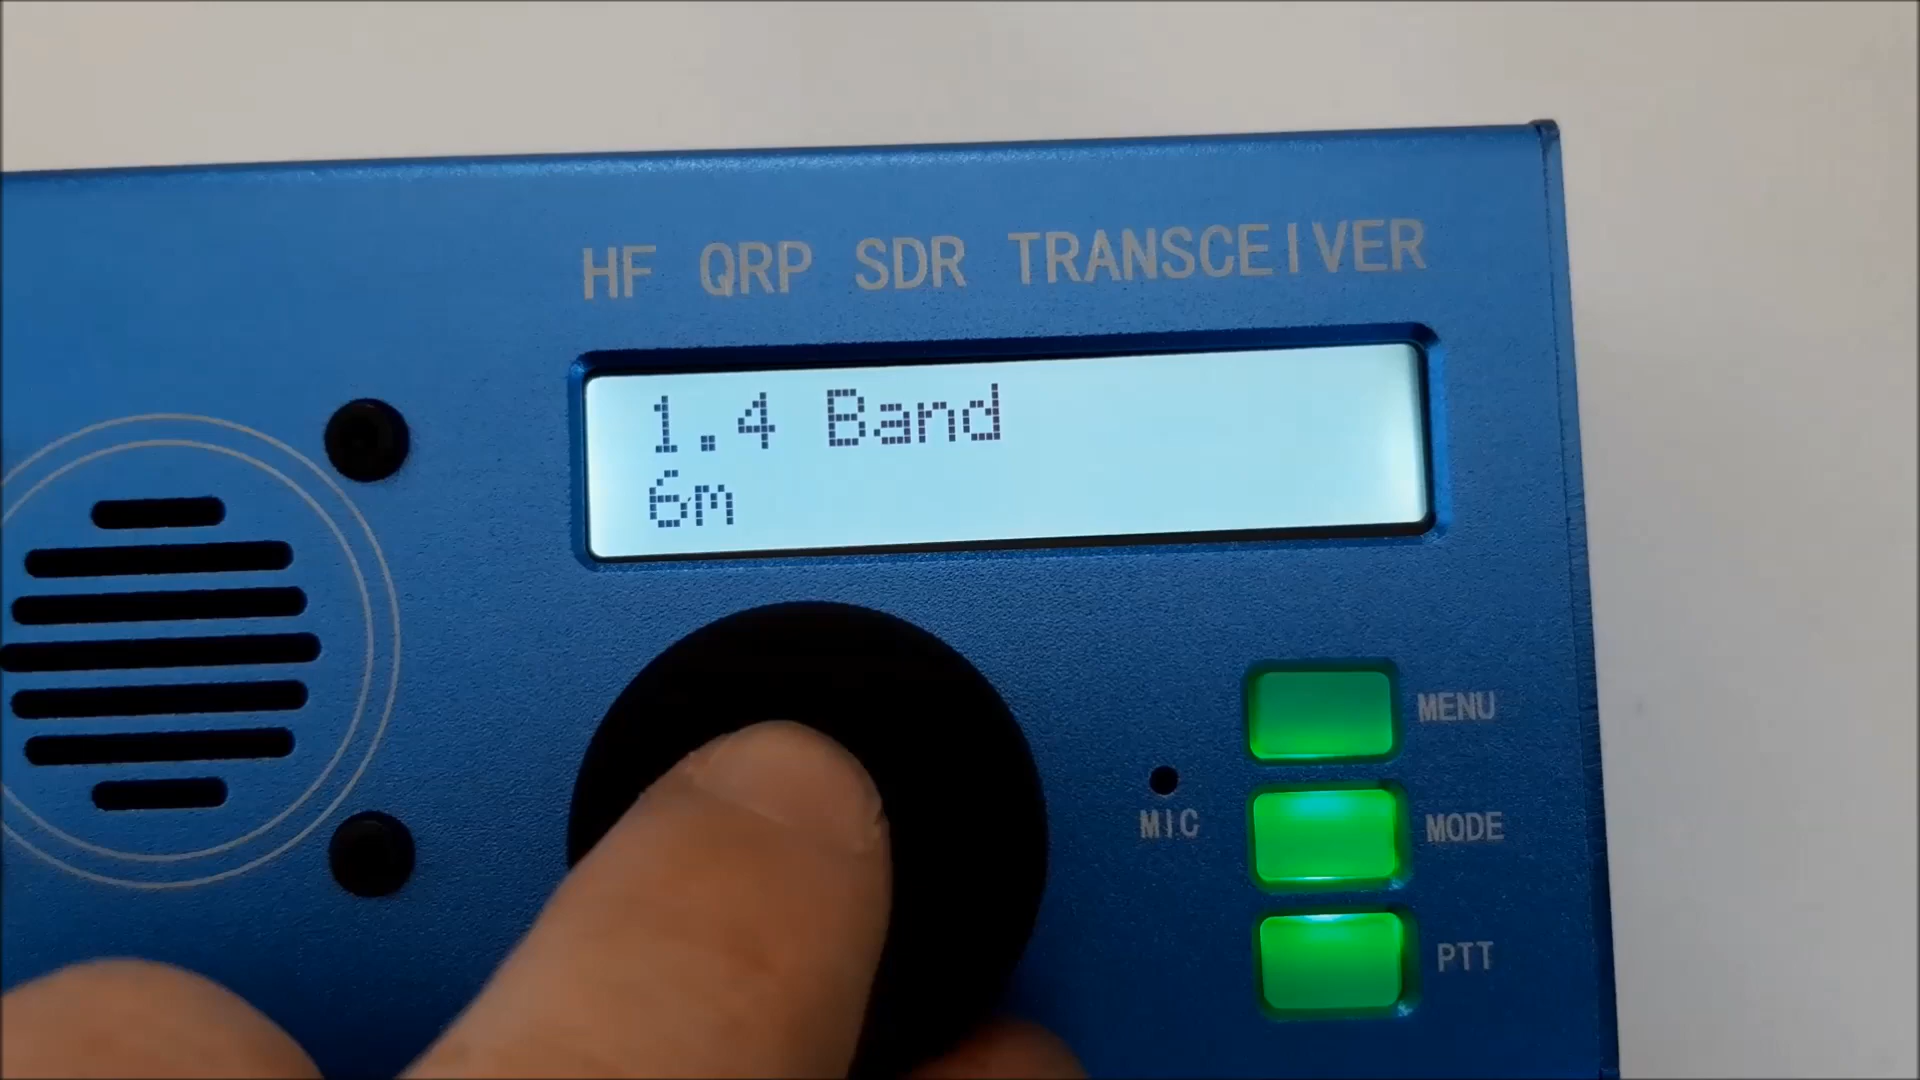 HF QRP SDR TRANSCEIVER
1.4 Band
6m
MENU
MIC
MODE
PTT